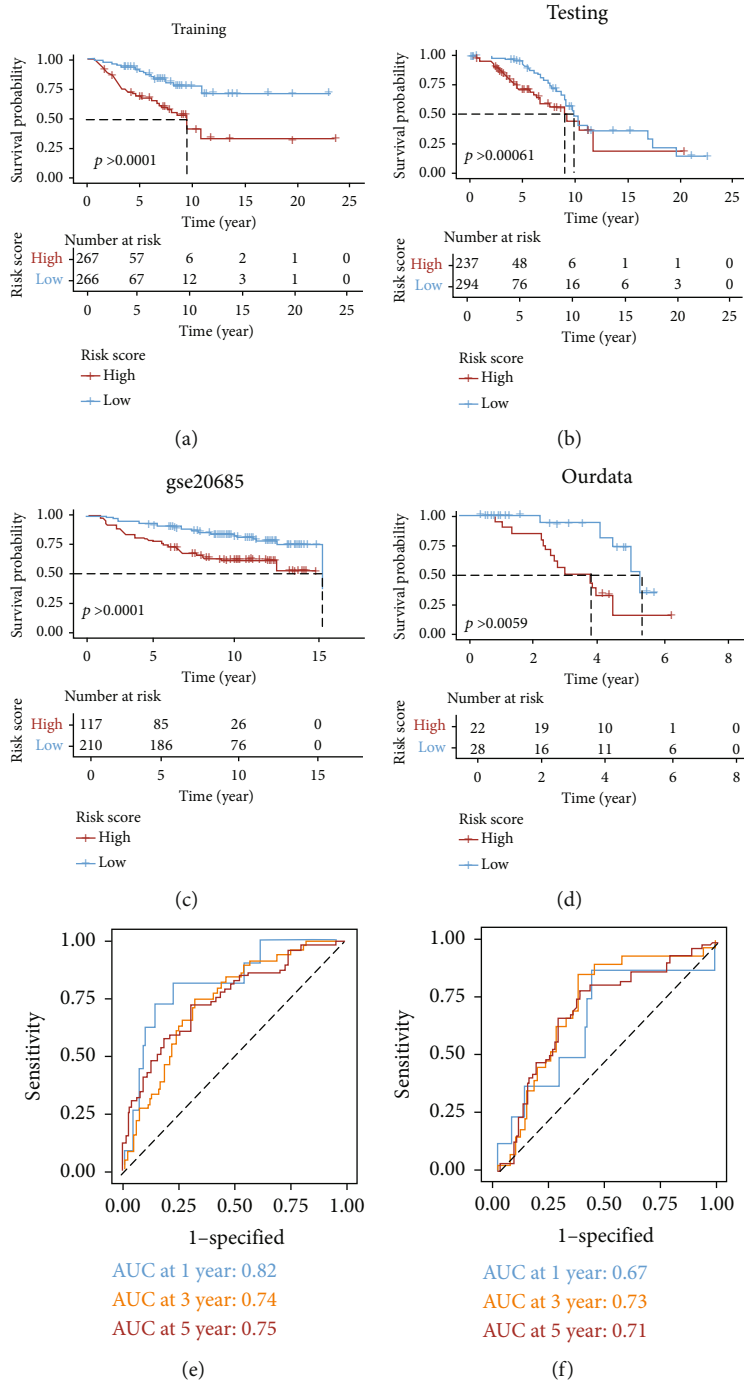 Training
Survival probability
1.00
0.75
0.50
0.25
0.00
p >0.0001
0 5 10 15 20 25
Time (year)
Number at risk
Risk score
High 267 57 6 2 1 0
Low 266 67 12 3 1 0
0 5 10 15 20 25
Time (year)
Risk score
High
Low
(a)
Testing
Survival probability
1.00
0.75
0.50
0.25
0.00
p >0.00061
0 5 10 15 20 25
Time (year)
Number at risk
Risk score
High 237 48 6 1 1 0
Low 294 76 16 6 3 0
0 5 10 15 20 25
Time (year)
Risk score
High
Low
(b)
gse20685
Survival probability
1.00
0.75
0.50
0.25
0.00
p >0.0001
0 5 10 15
Time (year)
Number at risk
Risk score
High 117 85 26 0
Low 210 186 76 0
0 5 10 15
Time (year)
Risk score
High
Low
(c)
Ourdata
Survival probability
1.00
0.75
0.50
0.25
0.00
p >0.0059
0 2 4 6 8
Time (year)
Number at risk
Risk score
High 22 19 10 1 0
Low 28 16 11 6 0
0 2 4 6 8
Time (year)
Risk score
High
Low
(d)
Sensitivity
1.00
0.75
0.50
0.25
0.00
0.00 0.25 0.50 0.75 1.00
1–specified
AUC at 1 year: 0.82
AUC at 3 year: 0.74
AUC at 5 year: 0.75
(e)
Sensitivity
1.00
0.75
0.50
0.25
0.00
0.00 0.25 0.50 0.75 1.00
1–specified
AUC at 1 year: 0.67
AUC at 3 year: 0.73
AUC at 5 year: 0.71
(f)